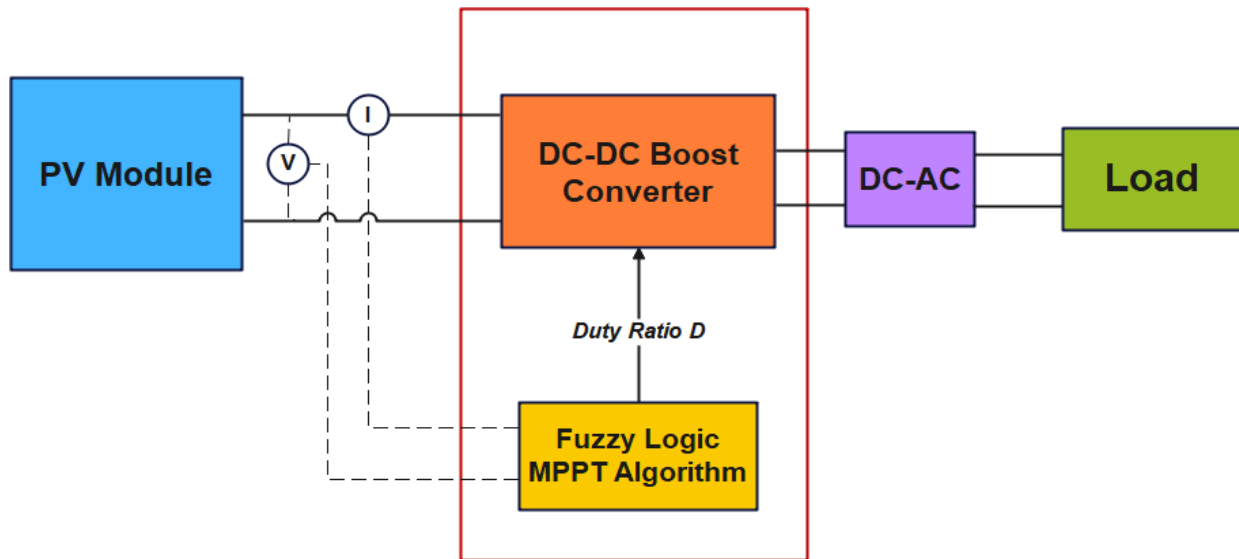 PV Module
I
V
DC-DC Boost
Converter
DC-AC
Load
Duty Ratio D
Fuzzy Logic
MPPT Algorithm